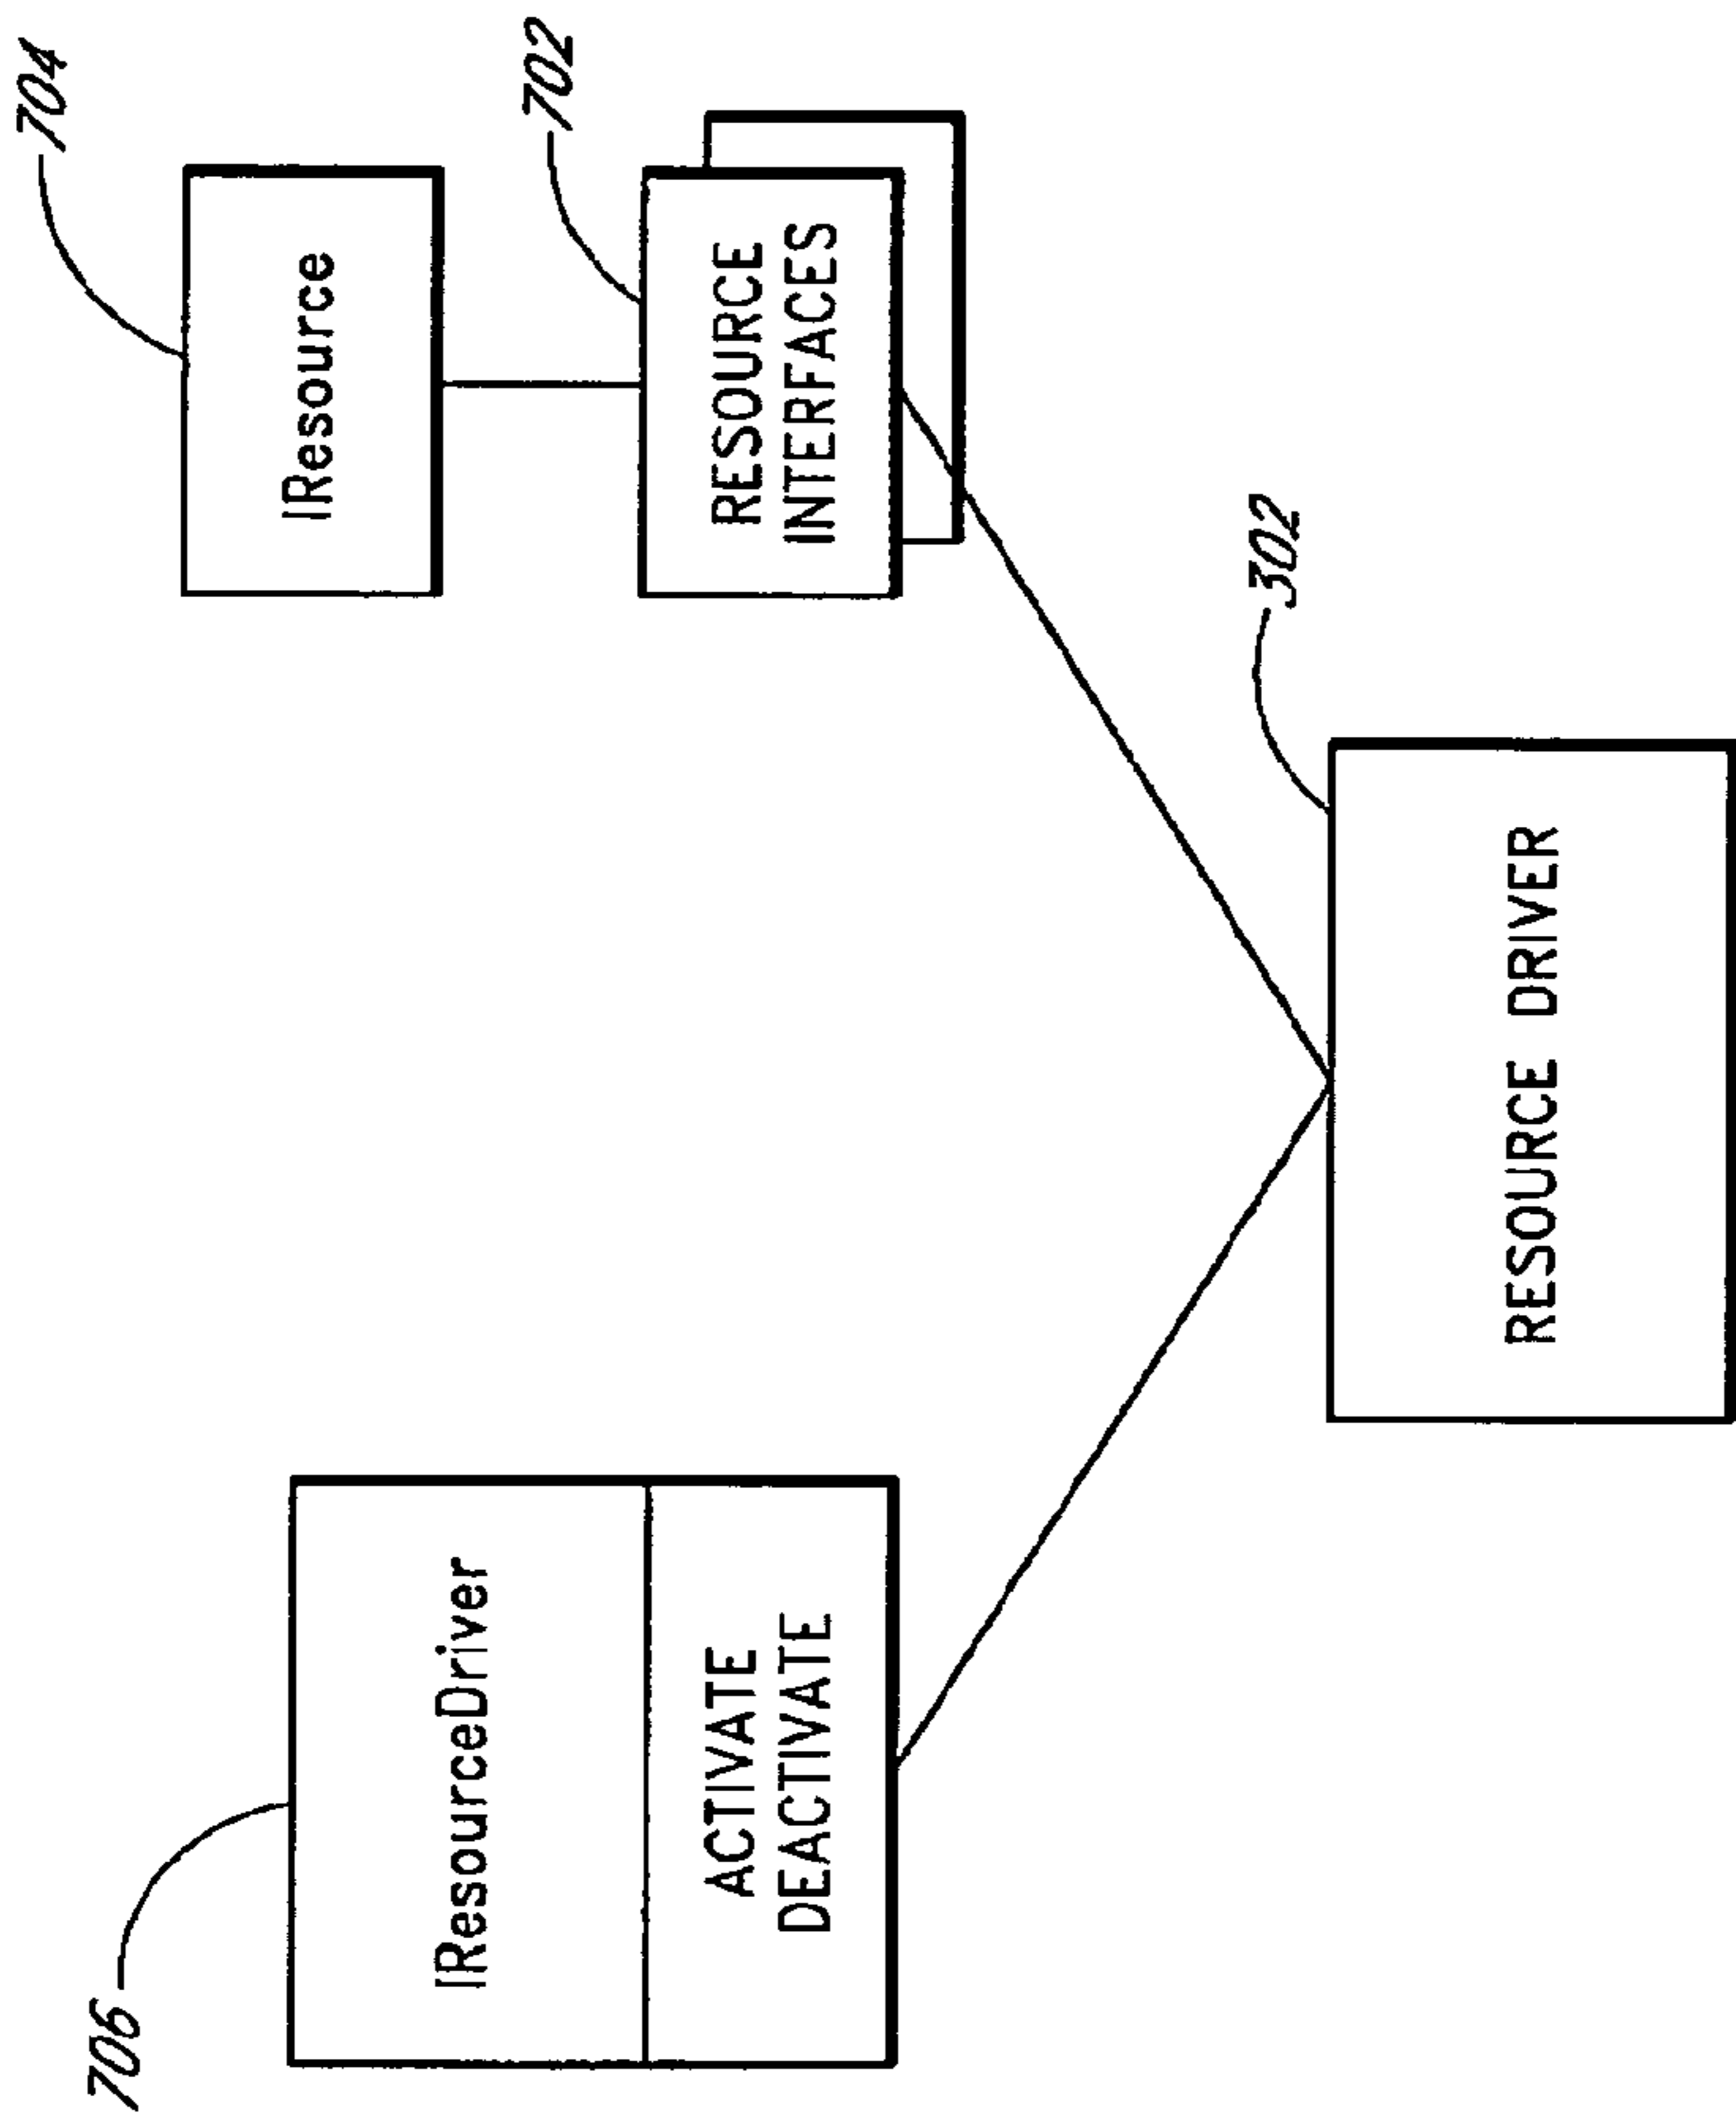 706
IResourceDriver
ACTIVATE
DEACTIVATE
704
IResource
702
RESOURCE
INTERFACES
302
RESOURCE DRIVER